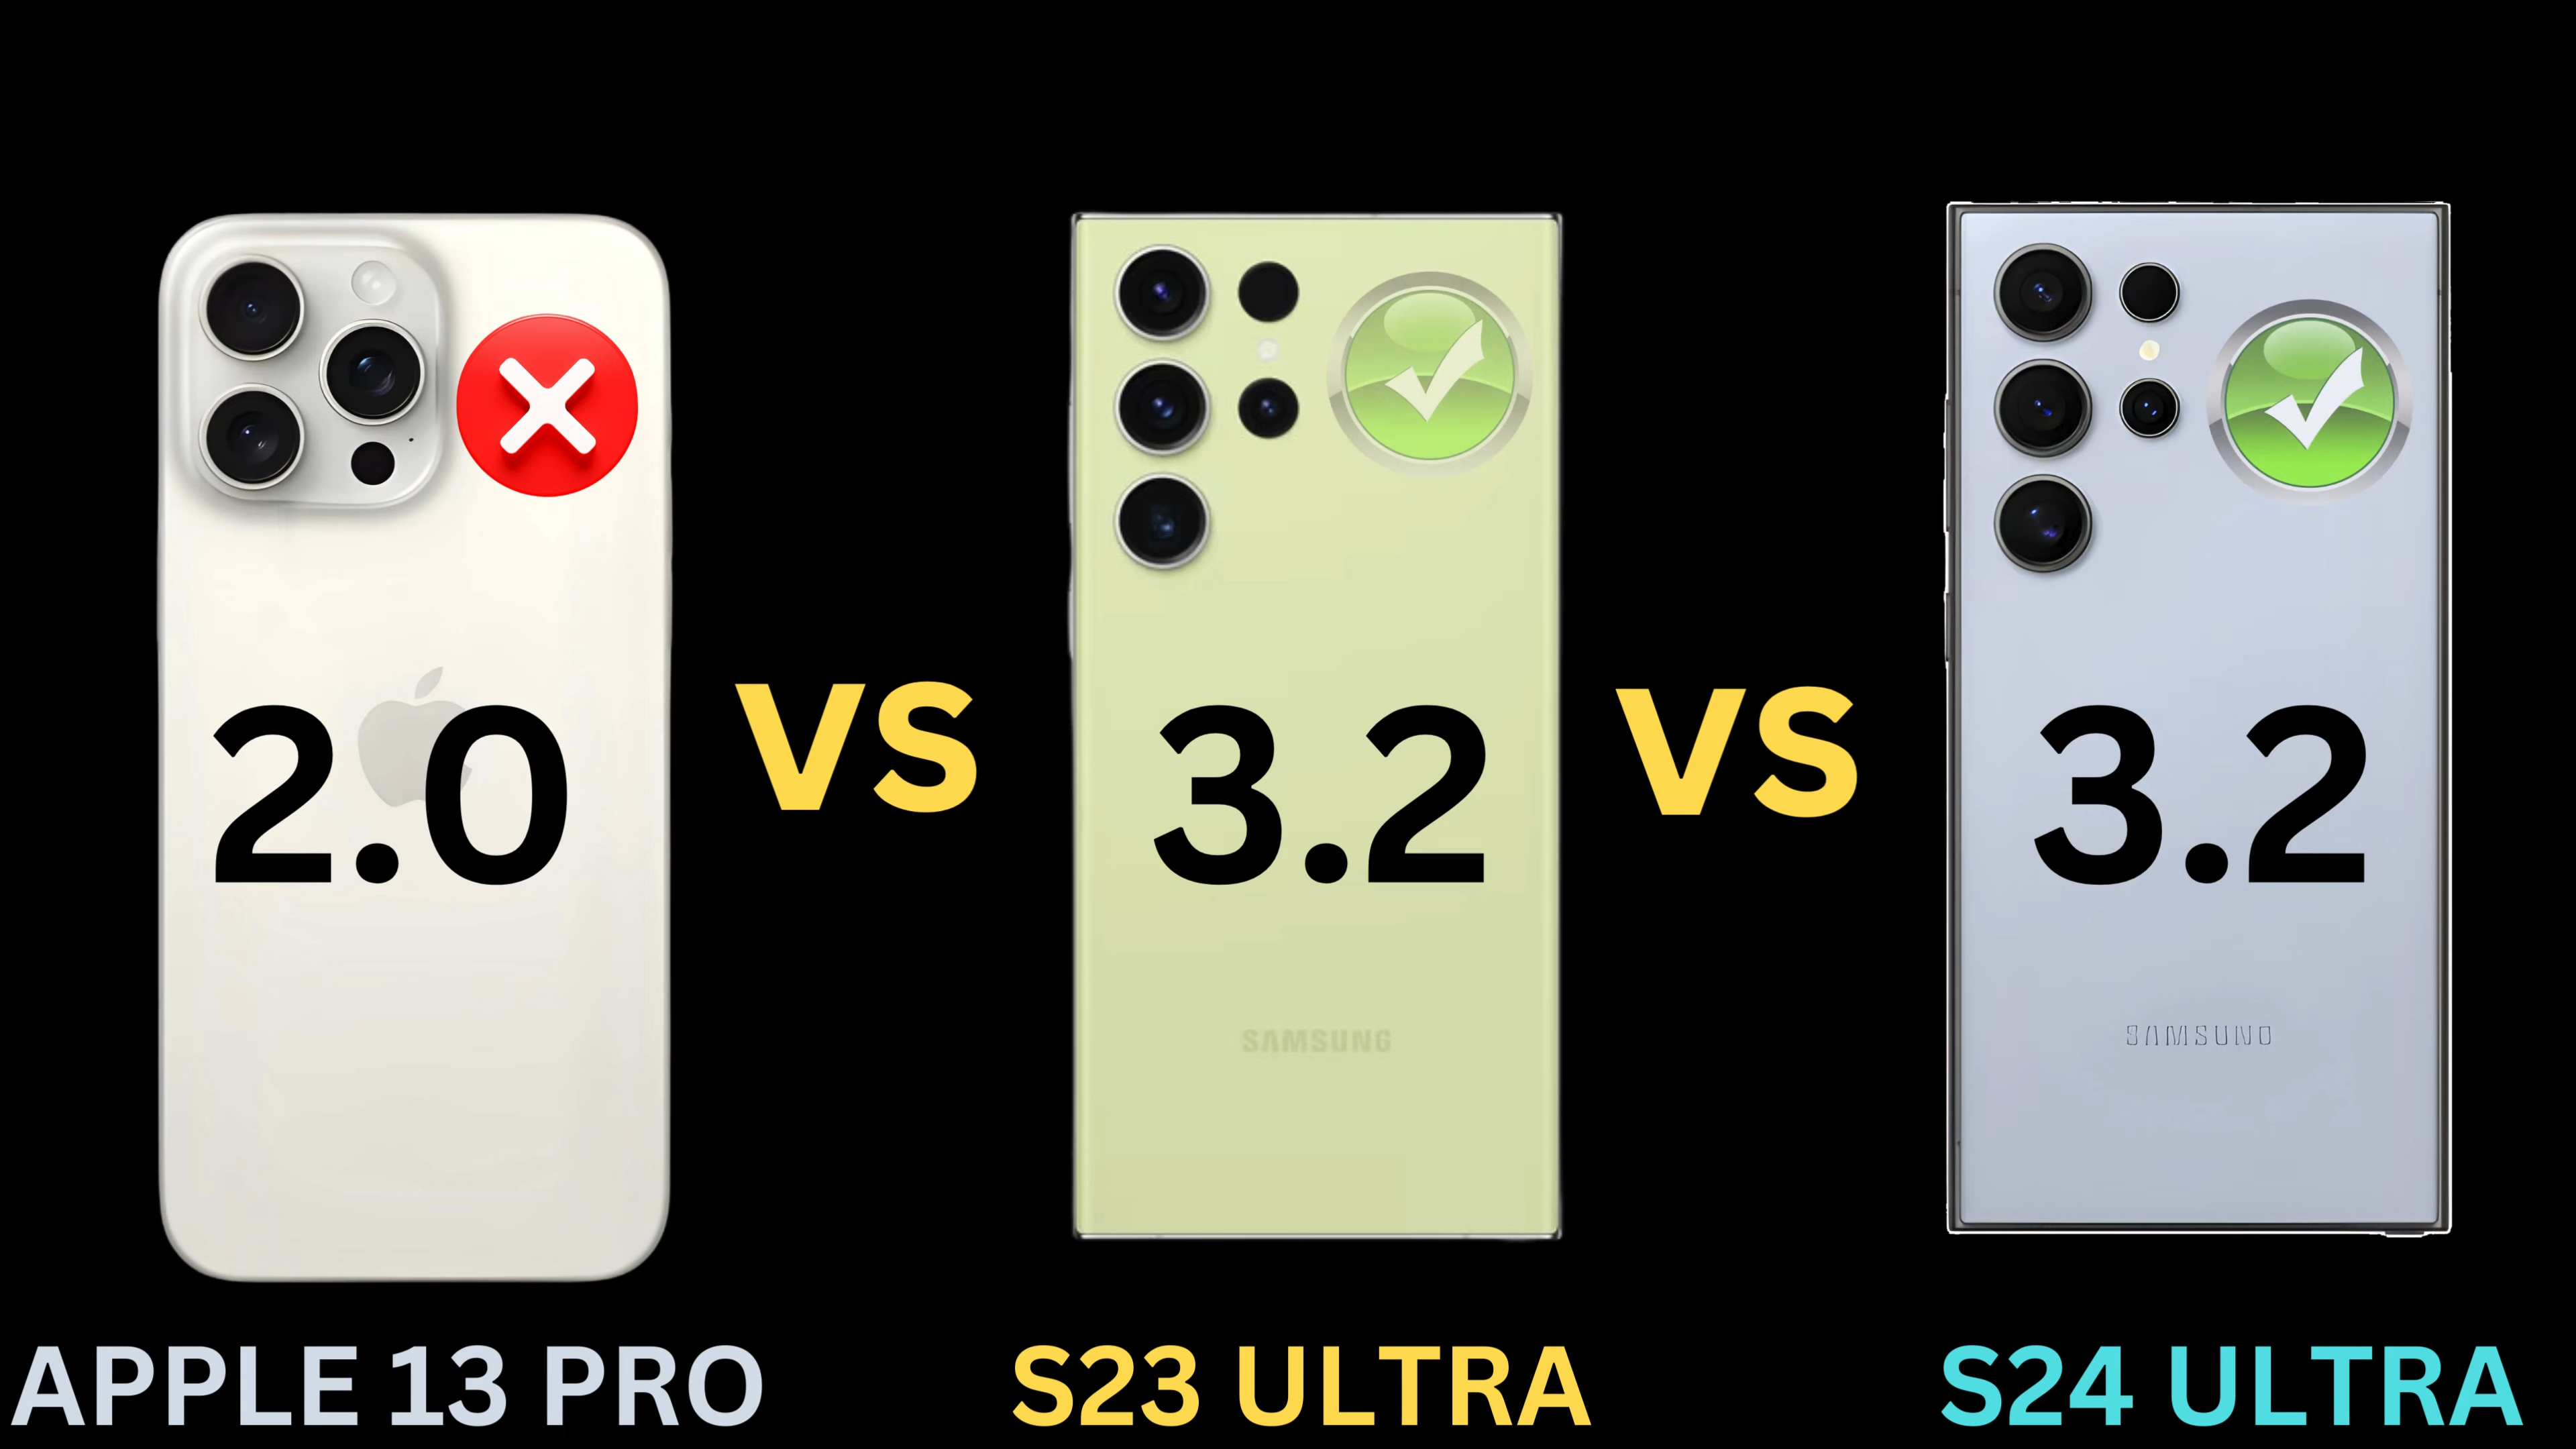 2.0
VS
3.2
VS
3.2
SAMSUNG
SAMSUNG
APPLE 13 PRO
S23 ULTRA
S24 ULTRA